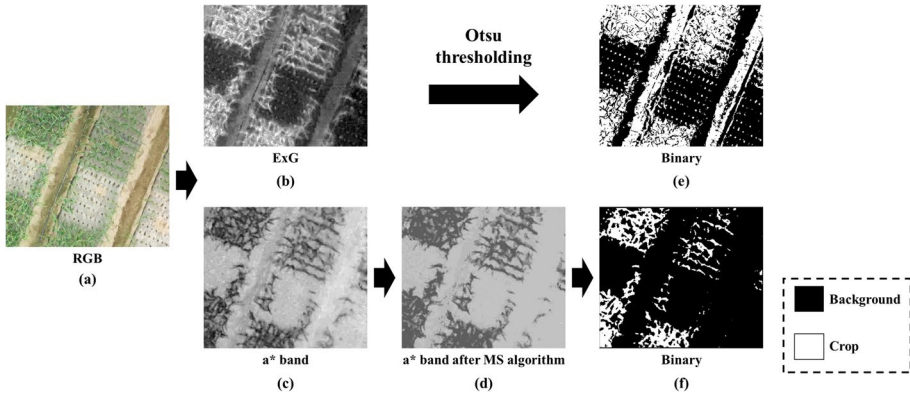 Otsu
thresholding
ExG
Binary
(b)
(e)
RGB
(a)
a* band
a* band after MS algorithm
Binary
(c)
(d)
(f)
Background
Crop